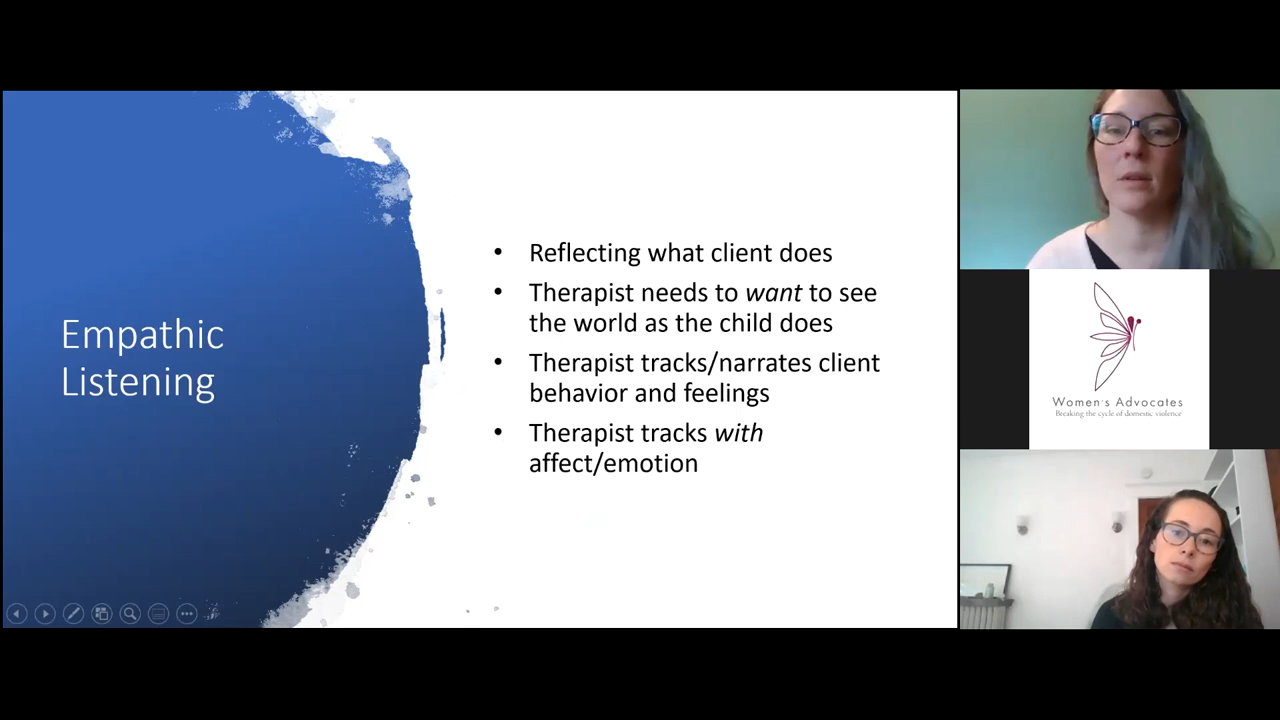 Empathic
Listening
• Reflecting what client does
• Therapist needs to want to see
the world as the child does
• Therapist tracks/narrates client
behavior and feelings
• Therapist tracks with
affect/emotion
Women's Advocates
Breaking the cycle of domestic violence